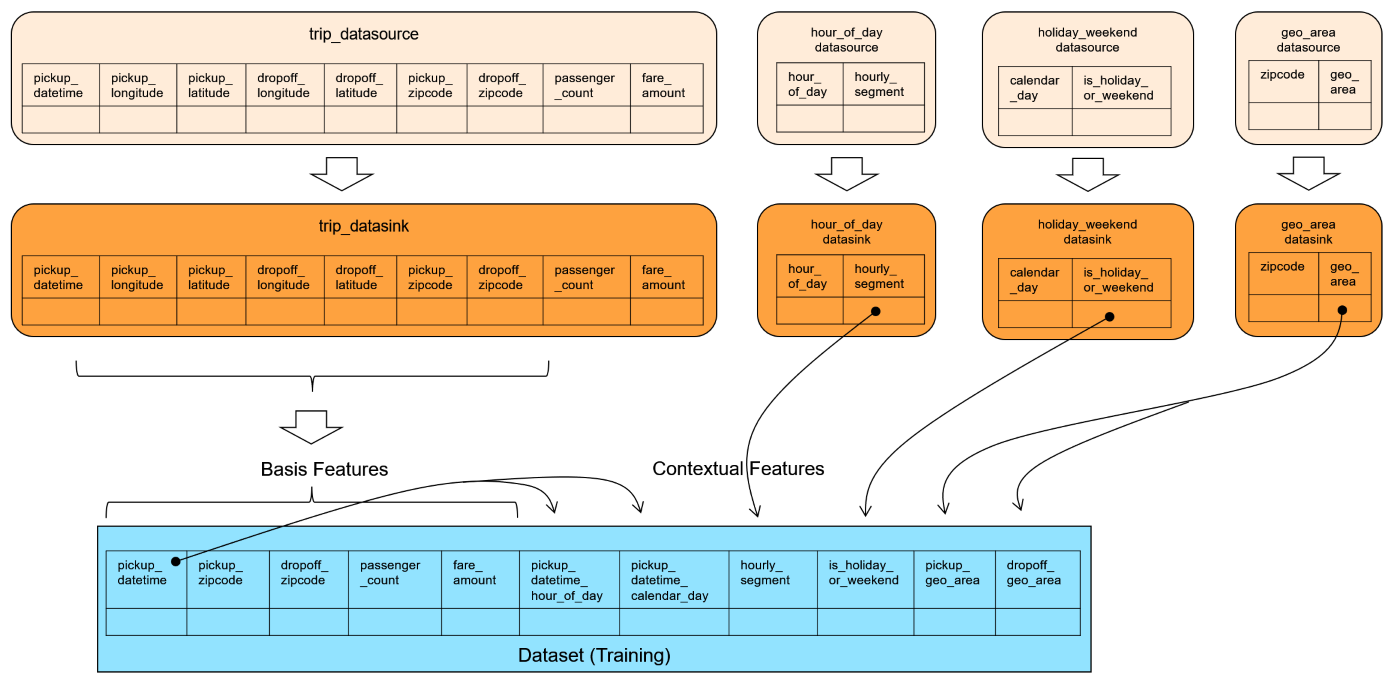 trip_datasource
pickup_
datetime
pickup_
longitude
pickup_
latitude
dropoff_
longitude
dropoff_
latitude
pickup_
zipcode
dropoff_
zipcode
passenger
_count
fare_
amount
hour_of_day
datasource
hour_
of_day
hourly_
segment
holiday_weekend
datasource
calendar
_day
is_holiday_
or_weekend
geo_area
datasource
zipcode
geo_
area
trip_datasink
pickup_
datetime
pickup_
longitude
pickup_
latitude
dropoff_
longitude
dropoff_
latitude
pickup_
zipcode
dropoff_
zipcode
passenger
_count
fare_
amount
hour_of_day
datasink
hour_
of_day
hourly_
segment
holiday_weekend
datasink
calendar
_day
is_holiday_
or_weekend
geo_area
datasink
zipcode
geo_
area
Basis Features
Contextual Features
pickup_
datetime
pickup_
zipcode
dropoff_
zipcode
passenger
_count
fare_
amount
pickup_
datetime_
hour_of_day
pickup_
datetime_
calendar_day
hourly_
segment
is_holiday_
or_weekend
pickup_
geo_area
dropoff_
geo_area
Dataset (Training)